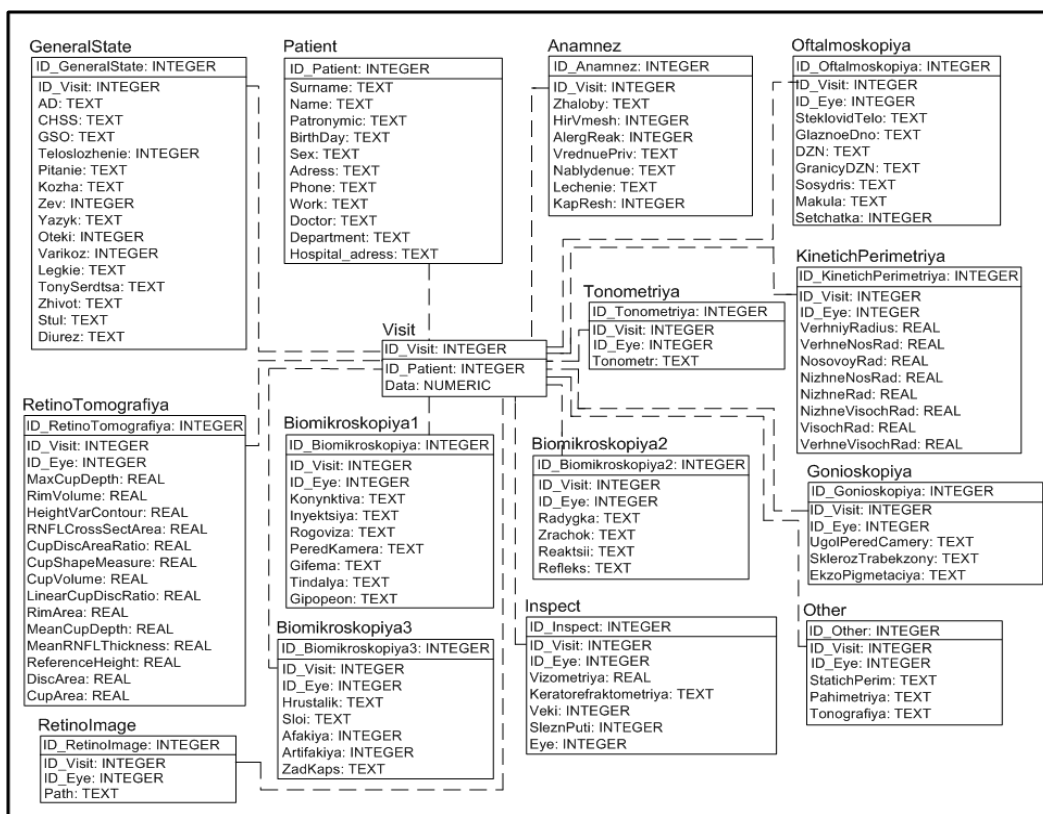 GeneralState
ID_GeneralState: INTEGER
ID_Visit: INTEGER
AD: TEXT
CHSS: TEXT
GSO: TEXT
Teloslozhenie: INTEGER
Pitanie: TEXT
Kozha: TEXT
Zev: INTEGER
Yazyk: TEXT
Oteki: INTEGER
Varikoz: INTEGER
Legkie: TEXT
TonySerdtsa: TEXT
Zhivot: TEXT
Stul: TEXT
Diurez: TEXT
Patient
ID_Patient: INTEGER
Surname: TEXT
Name: TEXT
Patronymic: TEXT
BirthDay: TEXT
Sex: TEXT
Adress: TEXT
Phone: TEXT
Work: TEXT
Doctor: TEXT
Department: TEXT
Hospital_adress: TEXT
Anamnez
ID_Anamnez: INTEGER
ID_Visit: INTEGER
Zhaloby: TEXT
HirVmesh: INTEGER
AlergReak: INTEGER
VrednuePriv: TEXT
Nablydenue: TEXT
Lechenie: TEXT
KapResh: INTEGER
Oftalmoskopiya
ID_Oftalmoskopiya: INTEGER
ID_Visit: INTEGER
ID_Eye: INTEGER
SteklovidTelo: TEXT
GlaznoeDno: TEXT
DZN: TEXT
GranicyDZN: TEXT
Sosydris: TEXT
Makula: TEXT
Setchatka: INTEGER
KinetichPerimetriya
ID_KinetichPerimetriya: INTEGER
ID_Visit: INTEGER
ID_Eye: INTEGER
VerhniyRadius: REAL
VerhneNosRad: REAL
NosovoyRad: REAL
NizhneNosRad: REAL
NizhneRad: REAL
NizhneVisochRad: REAL
VisochRad: REAL
VerhneVisochRad: REAL
Tonometriya
ID_Tonometriya: INTEGER
ID_Visit: INTEGER
ID_Eye: INTEGER
Tonometr: TEXT
Visit
ID_Visit: INTEGER
ID_Patient: INTEGER
Data: NUMERIC
RetinoTomografiya
ID_RetinoTomografiya: INTEGER
ID_Visit: INTEGER
ID_Eye: INTEGER
MaxCupDepth: REAL
RimVolume: REAL
HeightVarContour: REAL
RNFLCrossSectArea: REAL
CupDiscAreaRatio: REAL
CupShapeMeasure: REAL
CupVolume: REAL
LinearCupDiscRatio: REAL
RimArea: REAL
MeanCupDepth: REAL
MeanRNFLThickness: REAL
ReferenceHeight: REAL
DiscArea: REAL
CupArea: REAL
Biomikroskopiya1
ID_Biomikroskopiya: INTEGER
ID_Visit: INTEGER
ID_Eye: INTEGER
Konynktiva: TEXT
Inyektsiya: TEXT
Rogoviza: TEXT
PeredKamera: TEXT
Gifema: TEXT
Tindalya: TEXT
Gipopeon: TEXT
Biomikroskopiya2
ID_Biomikroskopiya2: INTEGER
ID_Visit: INTEGER
ID_Eye: INTEGER
Radygka: TEXT
Zrachok: TEXT
Reaktsii: TEXT
Refleks: TEXT
Gonioskopiya
ID_Gonioskopiya: INTEGER
ID_Visit: INTEGER
ID_Eye: INTEGER
UgolPeredCamery: TEXT
SklerozTrabekzony: TEXT
EkzoPigmetaciya: TEXT
Biomikroskopiya3
ID_Biomikroskopiya3: INTEGER
ID_Visit: INTEGER
ID_Eye: INTEGER
Hrustalik: TEXT
Sloi: TEXT
Afakiya: INTEGER
Artifakiya: INTEGER
ZadKaps: TEXT
Inspect
ID_Inspect: INTEGER
ID_Visit: INTEGER
ID_Eye: INTEGER
Vizometriya: REAL
Keratorefraktometriya: TEXT
Veki: INTEGER
SleznPuti: INTEGER
Eye: INTEGER
Other
ID_Other: INTEGER
ID_Visit: INTEGER
ID_Eye: INTEGER
StatichPerim: TEXT
Pahimetriya: TEXT
Tonografiya: TEXT
RetinoImage
ID_RetinoImage: INTEGER
ID_Visit: INTEGER
ID_Eye: INTEGER
Path: TEXT